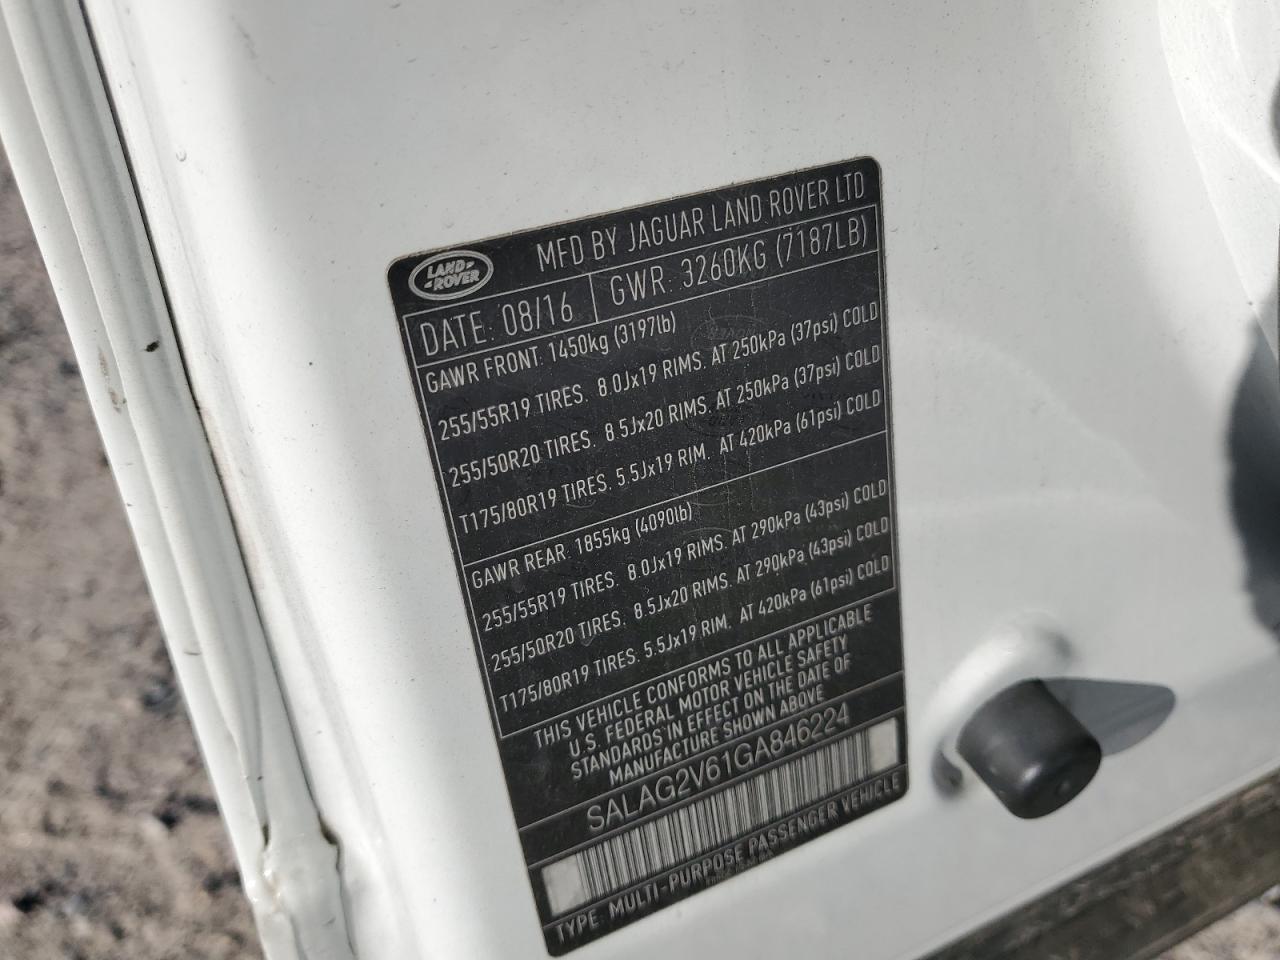 LAND-
-ROVER
MFD BY JAGUAR LAND ROVER LTD
DATE: 08/16 GWR: 3260KG (7187LB)
GAWR FRONT: 1450kg (3197lb)
255/55R19 TIRES. 8.0Jx19 RIMS. AT 250kPa (37psi) COLD
255/50R20 TIRES. 8.5Jx20 RIMS. AT 250kPa (37psi) COLD
T175/80R19 TIRES. 5.5Jx19 RIM. AT 420kPa (61psi) COLD
GAWR REAR: 1855kg (4090lb)
255/55R19 TIRES. 8.0Jx19 RIMS. AT 290kPa (43psi) COLD
255/50R20 TIRES. 8.5Jx20 RIMS. AT 290kPa (43psi) COLD
T175/80R19 TIRES. 5.5Jx19 RIM. AT 420kPa (61psi) COLD
THIS VEHICLE CONFORMS TO ALL APPLICABLE
U.S. FEDERAL MOTOR VEHICLE SAFETY
STANDARDS IN EFFECT ON THE DATE OF
MANUFACTURE SHOWN ABOVE
SALAG2V61GA846224
TYPE: MULTI-PURPOSE PASSENGER VEHICLE